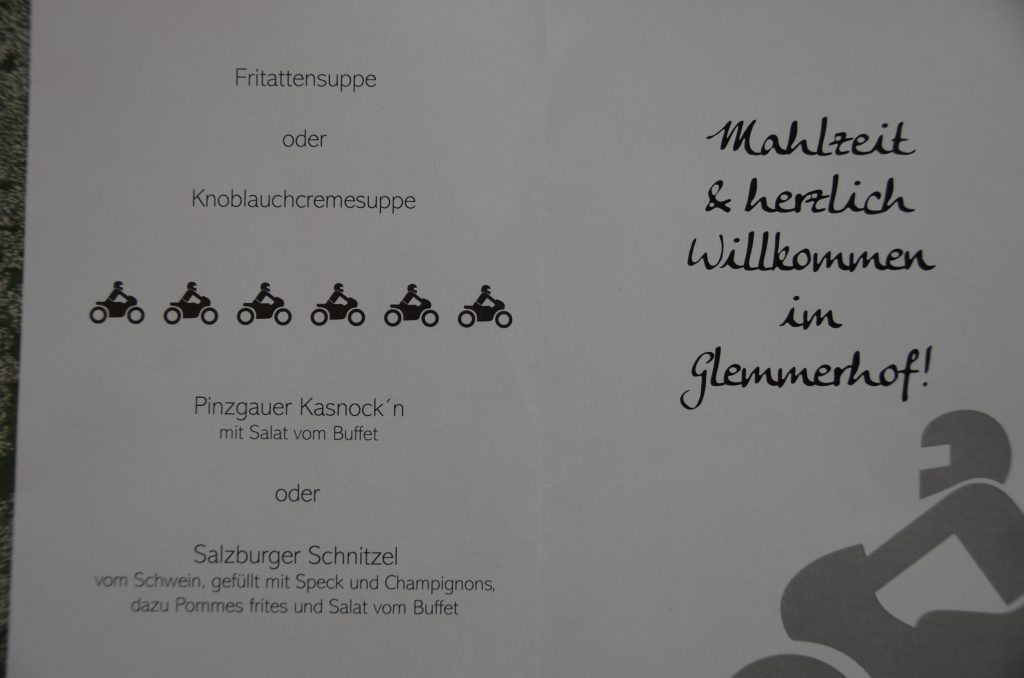 Fritattensuppe
oder
Knoblauchcremesuppe
Pinzgauer Kasnock´n
mit Salat vom Buffet
oder
Salzburger Schnitzel
vom Schwein, gefüllt mit Speck und Champignons,
dazu Pommes frites und Salat vom Buffet
Mahlzeit
& herzlich
Willkommen
im
Glemmerhof!